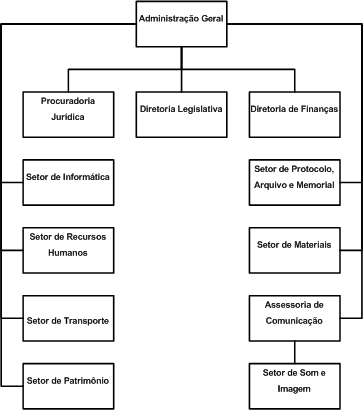 Administração Geral
Procuradoria
Jurídica
Diretoria Legislativa
Diretoria de Finanças
Setor de Informática
Setor de Protocolo,
Arquivo e Memorial
Setor de Recursos
Humanos
Setor de Materiais
Setor de Transporte
Assessoria de
Comunicação
Setor de Patrimônio
Setor de Som e
Imagem